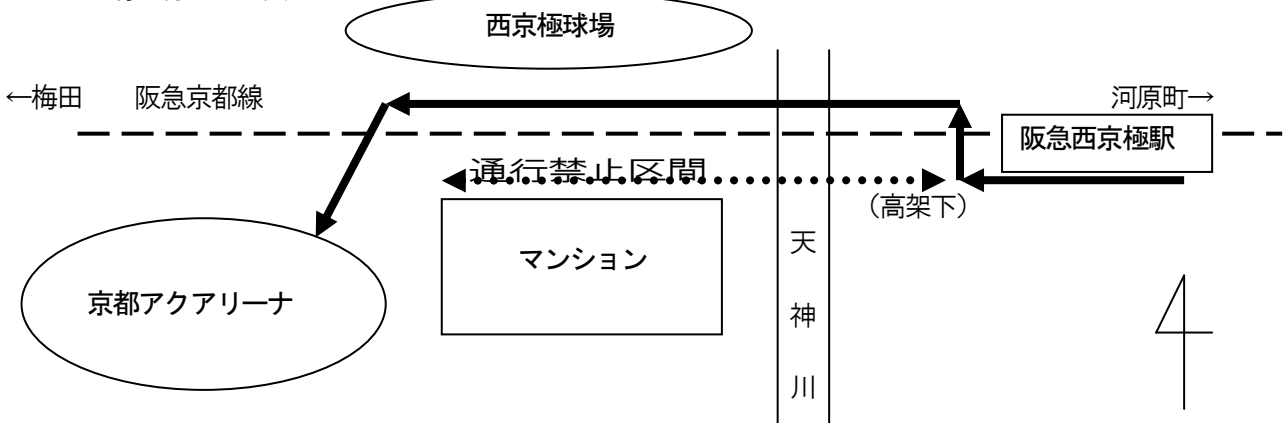 西京極球場
←梅田 阪急京都線 河原町→
阪急西京極駅
通行禁止区間
（高架下）
マンション
京都アクアリーナ
天神川